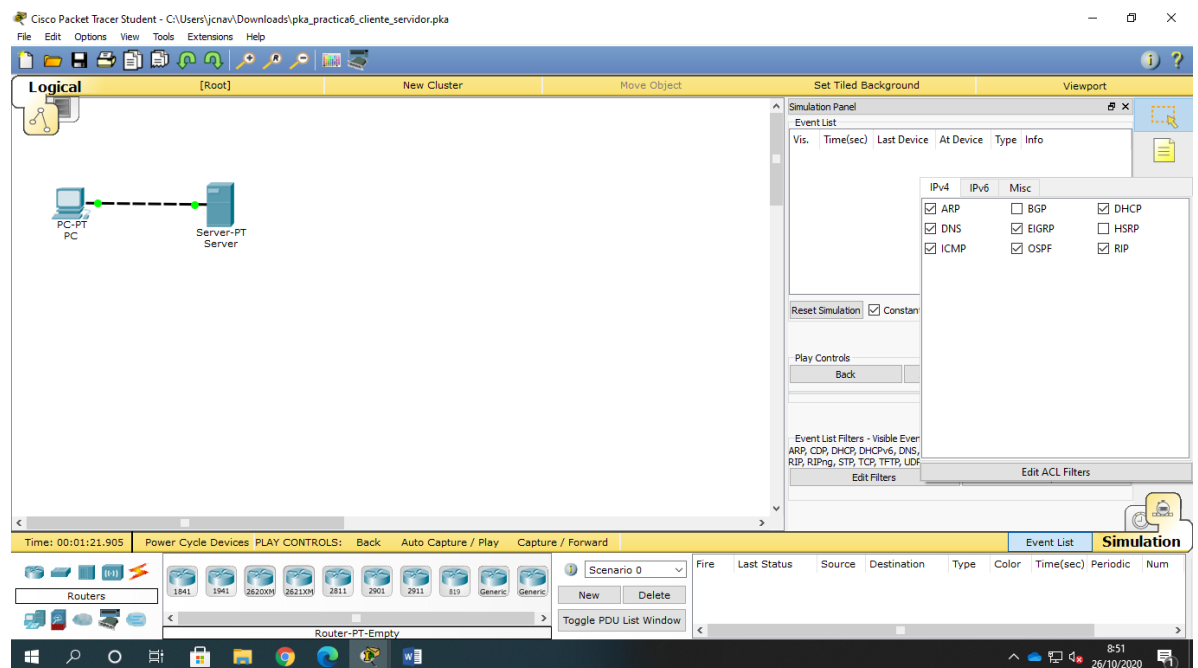 Cisco Packet Tracer Student - C:\Users\jcnav\Downloads\pka_practica6_cliente_servidor.pka
File Edit Options View Tools Extensions Help
Logical [Root] New Cluster Move Object Set Tiled Background Viewport
Simulation Panel
Event List
Vis. Time(sec) Last Device At Device Type Info
IPv4 IPv6 Misc
ARP BGP DHCP
DNS EIGRP HSRP
ICMP OSPF RIP
PC-PT
PC
Server-PT
Server
Reset Simulation Constan
Play Controls
Back
Event List Filters - Visible Even
ARP, CDP, DHCP, DHCPv6, DNS,
RIP, RIPng, STP, TCP, TFTP, UDP
Edit Filters
Edit ACL Filters
Time: 00:01:21.905 Power Cycle Devices PLAY CONTROLS: Back Auto Capture / Play Capture / Forward Event List Simulation
Routers
1841 1941 2620XM 2621XM 2811 2901 2911 819 Generic Generic
Router-PT-Empty
Scenario 0
New Delete
Toggle PDU List Window
Fire Last Status Source Destination Type Color Time(sec) Periodic Num
8:51
26/10/2020